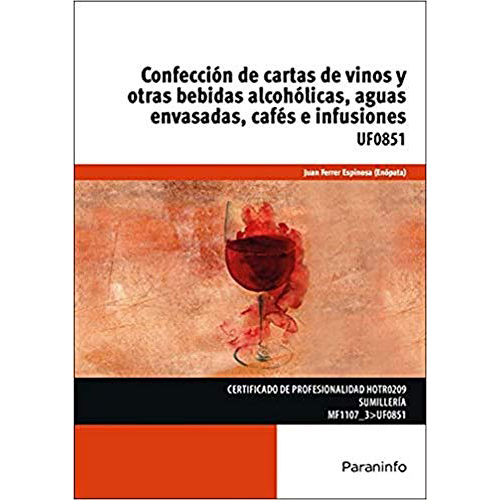 Confección de cartas de vinos y
otras bebidas alcohólicas, aguas
envasadas, cafés e infusiones
UF0851
Juan Ferrer Espinosa (Enópata)
CERTIFICADO DE PROFESIONALIDAD HOTR0209
SUMILLERÍA
MF1107_3>UF0851
Paraninfo